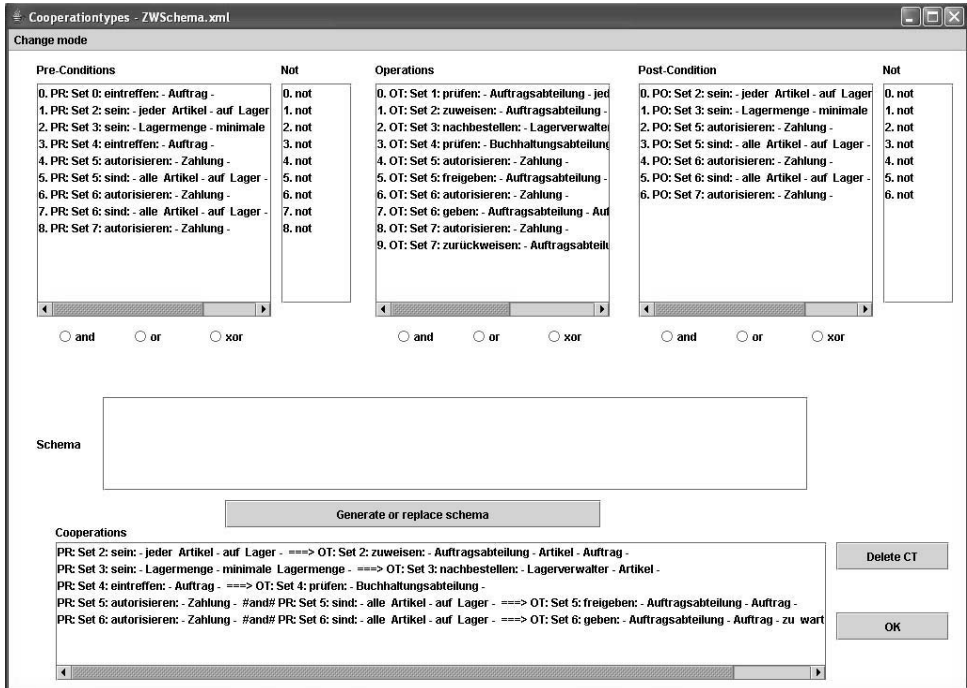 Cooperationtypes - ZWSchema.xml
Change mode
Pre-Conditions
Not
Operations
Post-Condition
Not
0. PR: Set 0: eintreffen: - Auftrag -
1. PR: Set 2: sein: - jeder Artikel - auf Lager
2. PR: Set 3: sein: - Lagermenge - minimale
3. PR: Set 4: eintreffen: - Auftrag -
4. PR: Set 5: autorisieren: - Zahlung -
5. PR: Set 5: sind: - alle Artikel - auf Lager -
6. PR: Set 6: autorisieren: - Zahlung -
7. PR: Set 6: sind: - alle Artikel - auf Lager -
8. PR: Set 7: autorisieren: - Zahlung -
0. not
1. not
2. not
3. not
4. not
5. not
6. not
7. not
8. not
0. OT: Set 1: prüfen: - Auftragsabteilung - jed
1. OT: Set 2: zuweisen: - Auftragsabteilung -
2. OT: Set 3: nachbestellen: - Lagerverwalte
3. OT: Set 4: prüfen: - Buchhaltungsabteilung
4. OT: Set 5: autorisieren: - Zahlung -
5. OT: Set 5: freigeben: - Auftragsabteilung -
6. OT: Set 6: autorisieren: - Zahlung -
7. OT: Set 6: geben: - Auftragsabteilung - Auf
8. OT: Set 7: autorisieren: - Zahlung -
9. OT: Set 7: zurückweisen: - Auftragsabteilu
0. PO: Set 2: sein: - jeder Artikel - auf Lager
1. PO: Set 3: sein: - Lagermenge - minimale
2. PO: Set 5: autorisieren: - Zahlung -
3. PO: Set 5: sind: - alle Artikel - auf Lager -
4. PO: Set 6: autorisieren: - Zahlung -
5. PO: Set 6: sind: - alle Artikel - auf Lager -
6. PO: Set 7: autorisieren: - Zahlung -
0. not
1. not
2. not
3. not
4. not
5. not
6. not
and or xor
and or xor
and or xor
Schema
Generate or replace schema
Cooperations
PR: Set 2: sein: - jeder Artikel - auf Lager - ===> OT: Set 2: zuweisen: - Auftragsabteilung - Artikel - Auftrag -
PR: Set 3: sein: - Lagermenge - minimale Lagermenge - ===> OT: Set 3: nachbestellen: - Lagerverwalter - Artikel -
PR: Set 4: eintreffen: - Auftrag - ===> OT: Set 4: prüfen: - Buchhaltungsabteilung -
PR: Set 5: autorisieren: - Zahlung - #and# PR: Set 5: sind: - alle Artikel - auf Lager - ===> OT: Set 5: freigeben: - Auftragsabteilung - Auftrag -
PR: Set 6: autorisieren: - Zahlung - #and# PR: Set 6: sind: - alle Artikel - auf Lager - ===> OT: Set 6: geben: - Auftragsabteilung - Auftrag - zu wart
Delete CT
OK